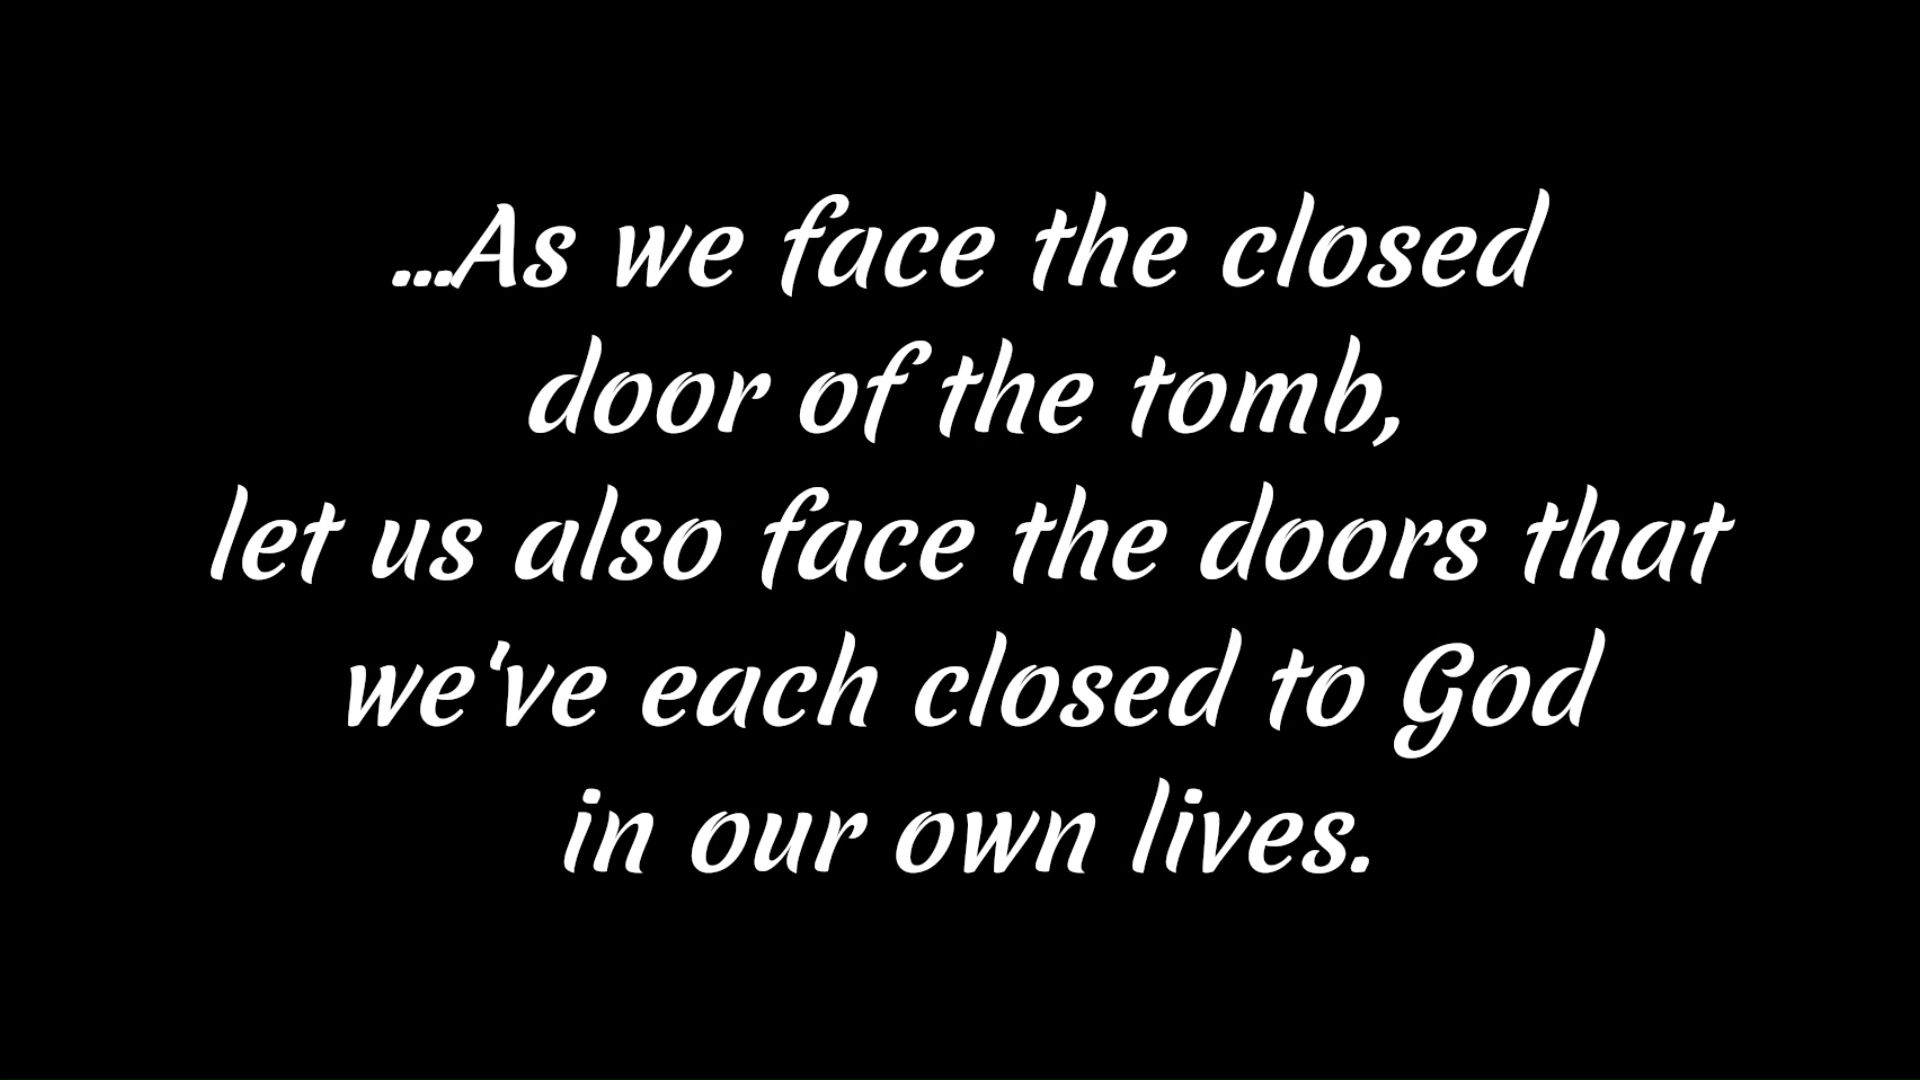 ...As we face the closed
door of the tomb,
let us also face the doors that
we've each closed to God
in our own lives.